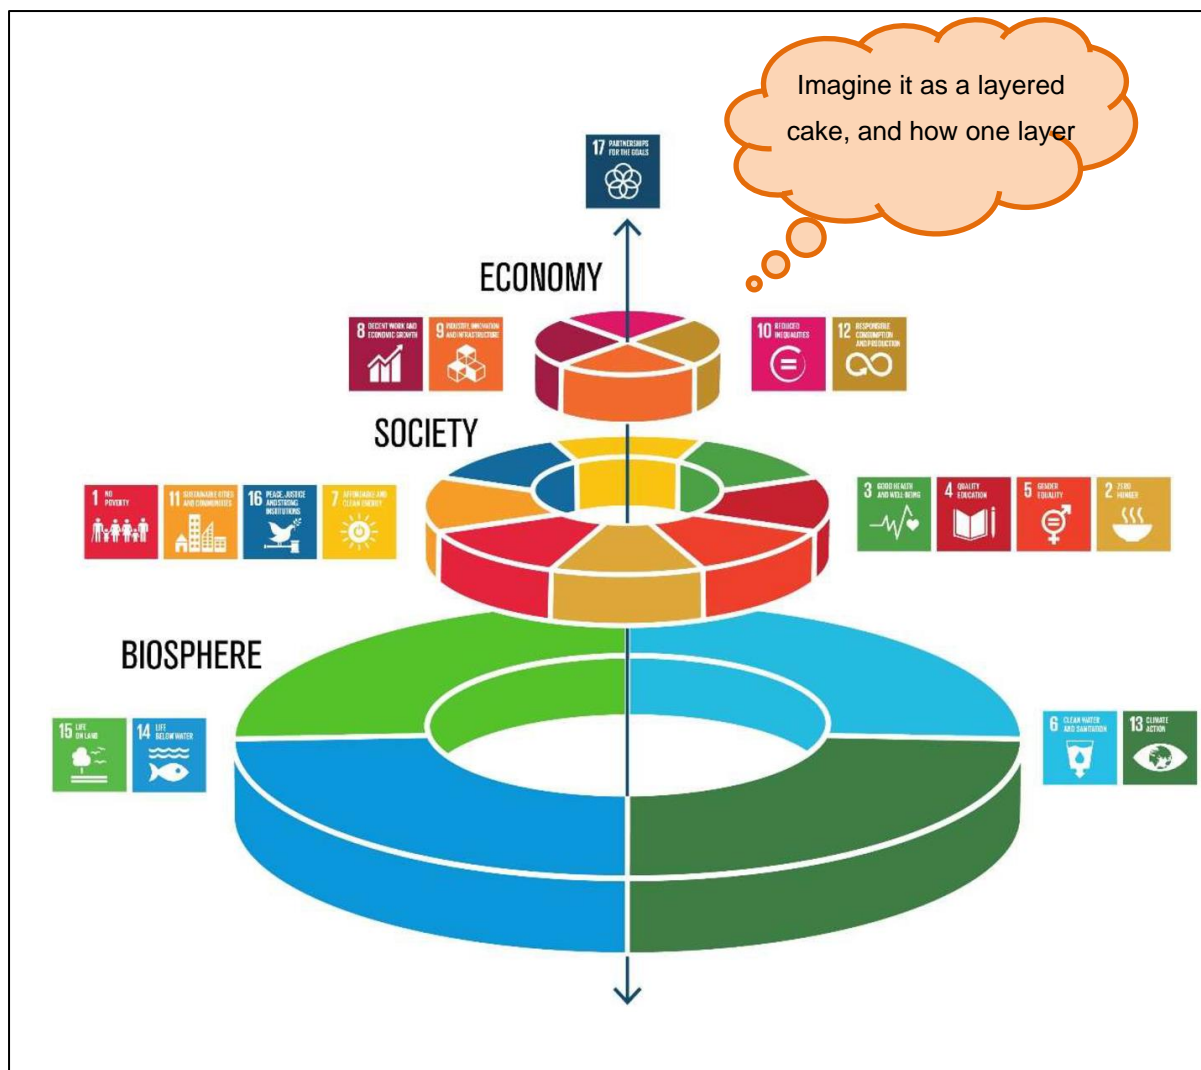 Imagine it as a layered
cake, and how one layer
17 PARTNERSHIPS
FOR THE GOALS
ECONOMY
8 DECENT WORK AND
ECONOMIC GROWTH
9 INDUSTRY, INNOVATION
AND INFRASTRUCTURE
10 REDUCED
INEQUALITIES
12 RESPONSIBLE
CONSUMPTION
AND PRODUCTION
SOCIETY
1 NO
POVERTY
11 SUSTAINABLE CITIES
AND COMMUNITIES
16 PEACE, JUSTICE
AND STRONG
INSTITUTIONS
7 AFFORDABLE AND
CLEAN ENERGY
3 GOOD HEALTH
AND WELL-BEING
4 QUALITY
EDUCATION
5 GENDER
EQUALITY
2 ZERO
HUNGER
BIOSPHERE
15 LIFE
ON LAND
14 LIFE
BELOW WATER
6 CLEAN WATER
AND SANITATION
13 CLIMATE
ACTION